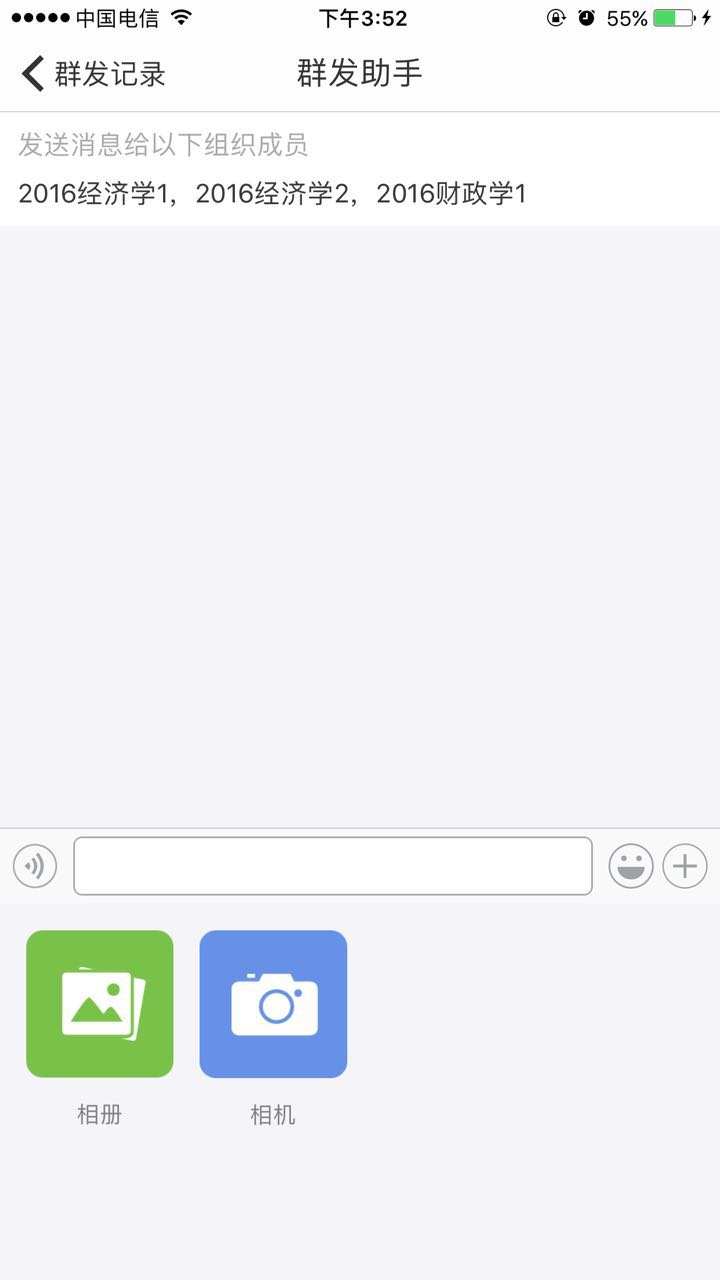 中国电信 下午3:52 55%
群发记录 群发助手
发送消息给以下组织成员
2016经济学1，2016经济学2，2016财政学1
相册 相机